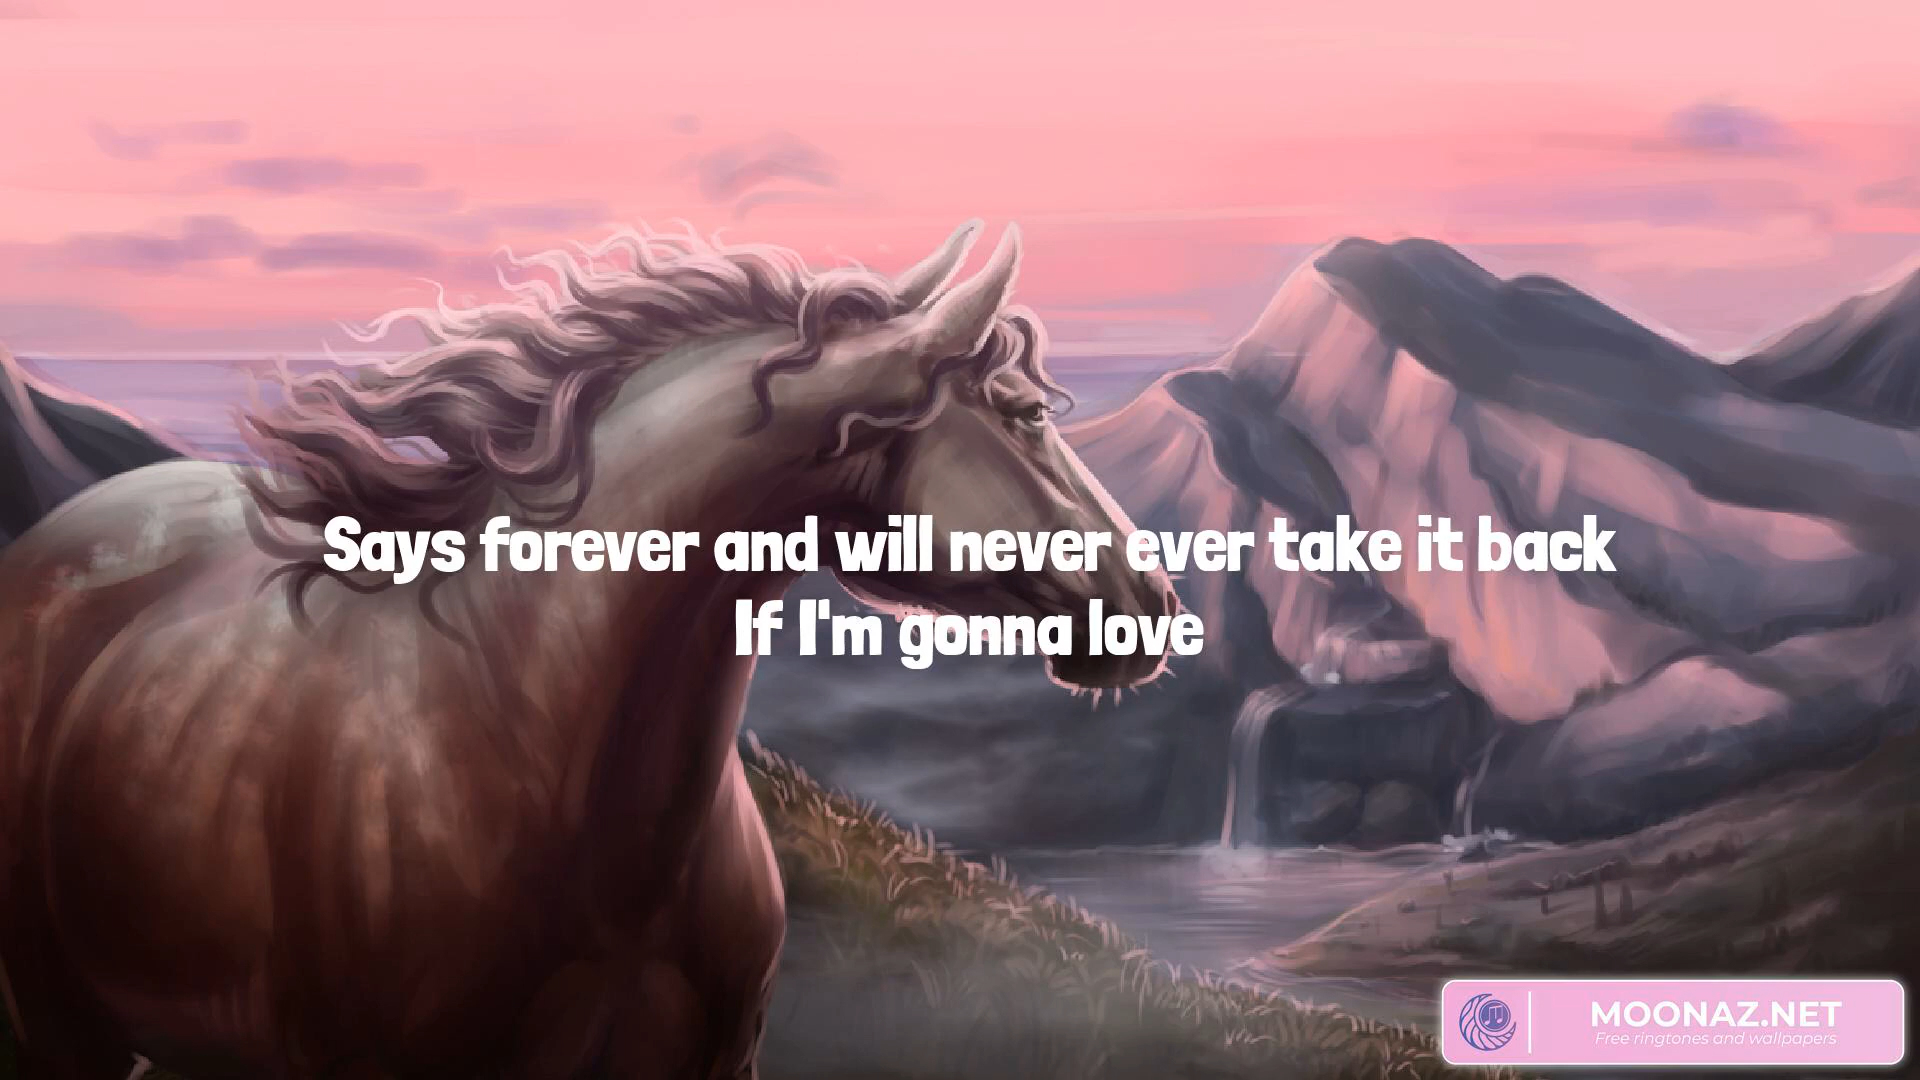 Says forever and will never ever take it back
If I'm gonna love
MOONAZ.NET
Free ringtones and wallpapers